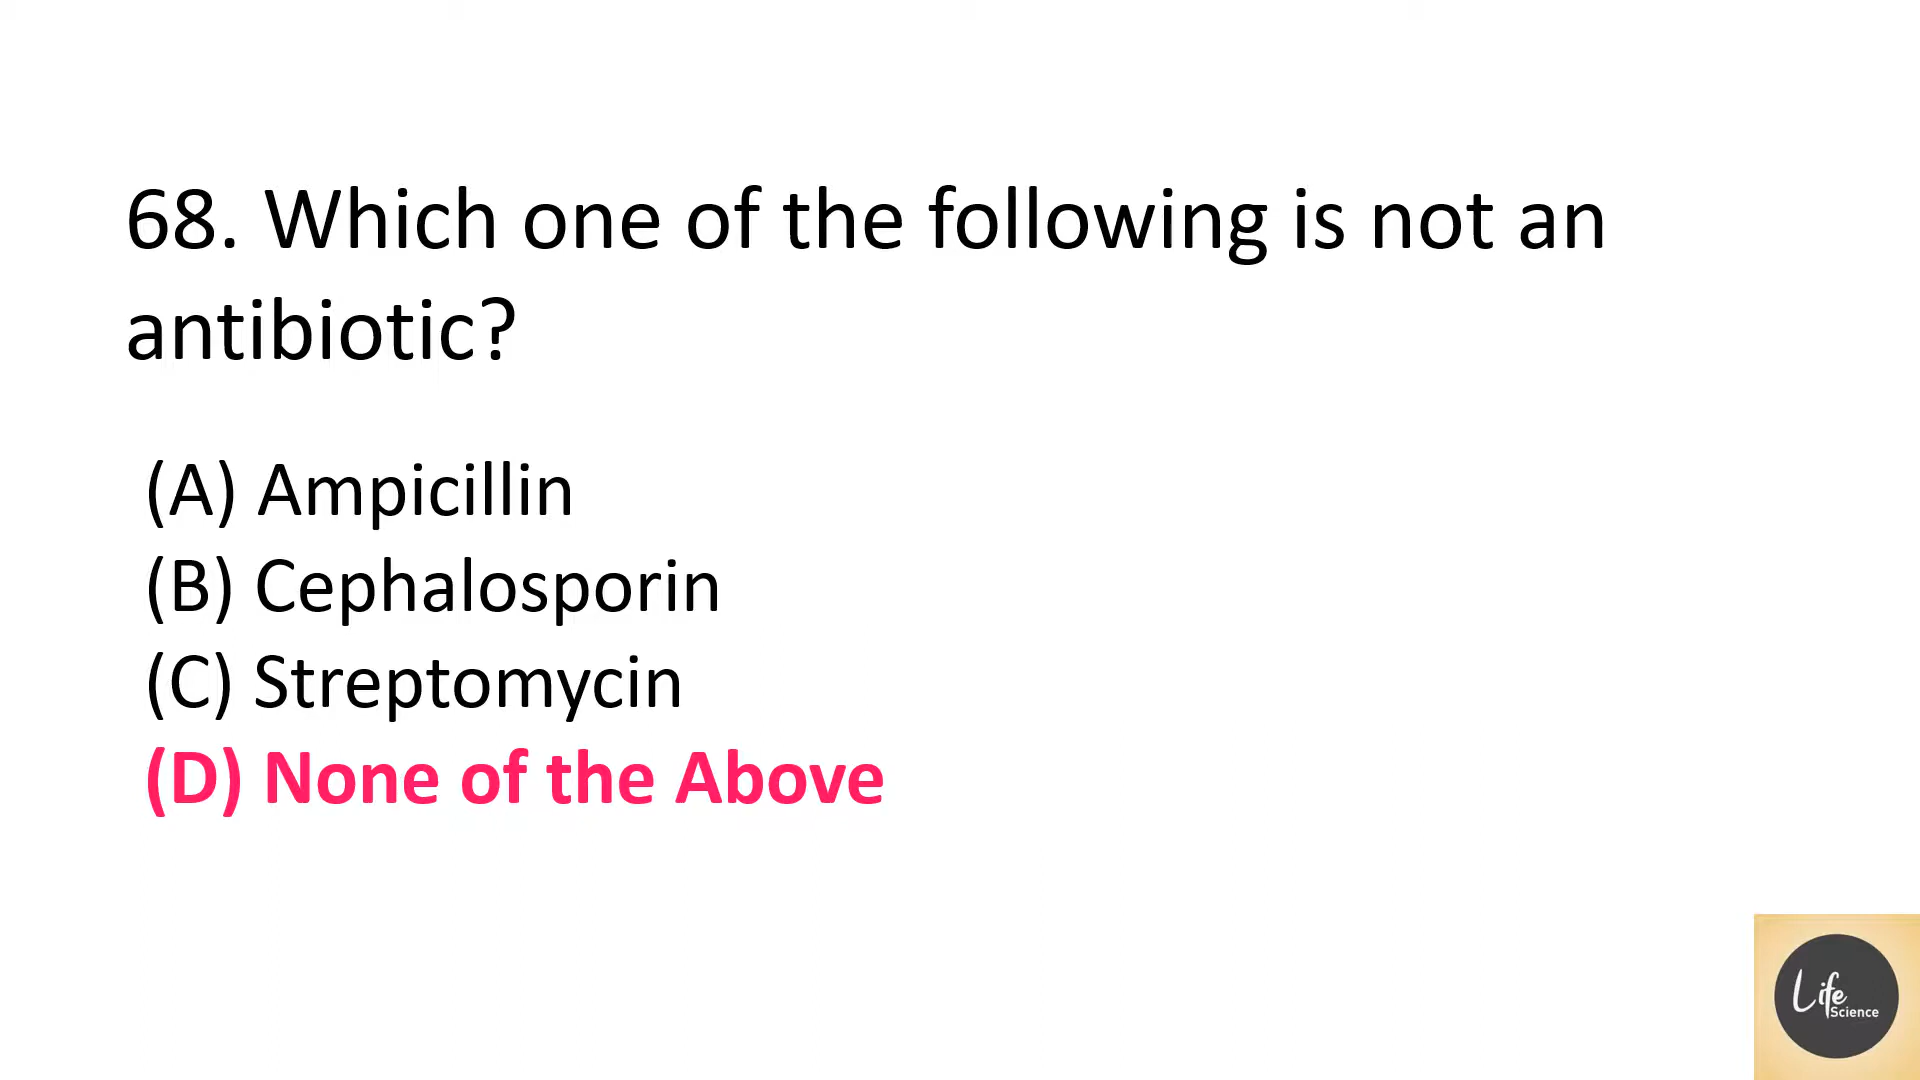 68. Which one of the following is not an
antibiotic?
(A) Ampicillin
(B) Cephalosporin
(C) Streptomycin
(D) None of the Above
Life
Science